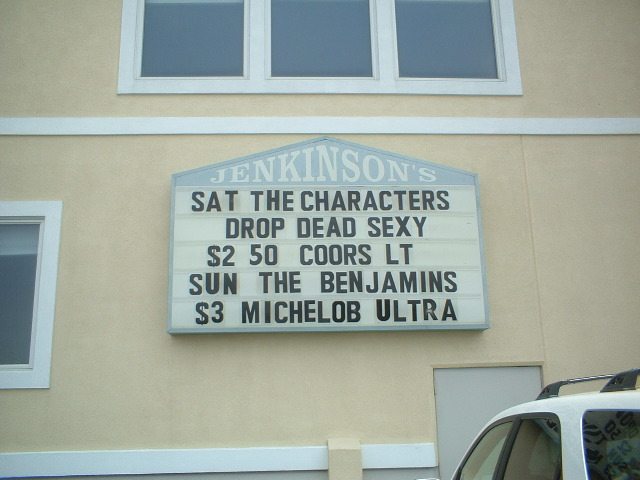 JENKINSON'S
SAT THE CHARACTERS
DROP DEAD SEXY
$2 50 COORS LT
SUN THE BENJAMINS
$3 MICHELOB ULTRA